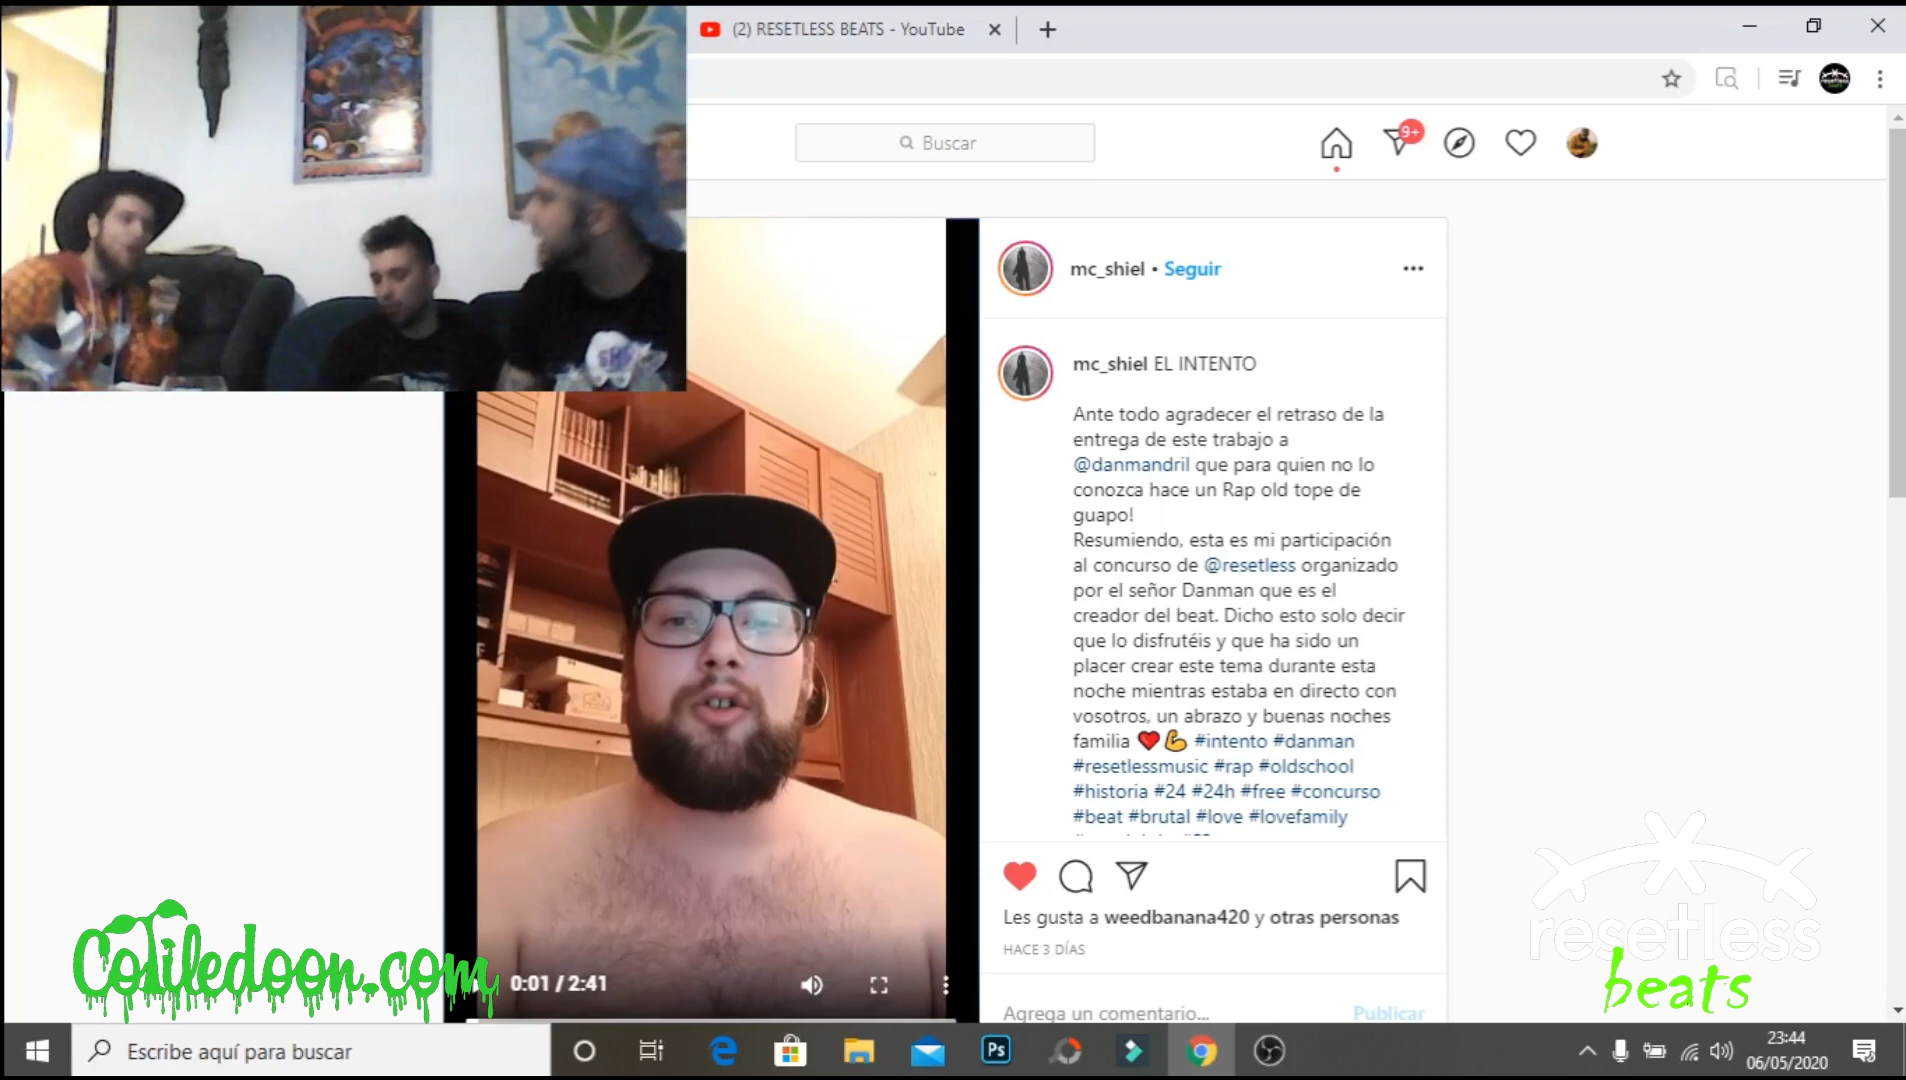 (2) RESETLESS BEATS - YouTube
Buscar
9+
mc_shiel • Seguir
mc_shiel EL INTENTO
Ante todo agradecer el retraso de la
entrega de este trabajo a
@danmandril que para quien no lo
conozca hace un Rap old tope de
guapo!
Resumiendo, esta es mi participación
al concurso de @resetless organizado
por el señor Danman que es el
creador del beat. Dicho esto solo decir
que lo disfrutéis y que ha sido un
placer crear este tema durante esta
noche mientras estaba en directo con
vosotros, un abrazo y buenas noches
familia ❤️💪 #intento #danman
#resetlessmusic #rap #oldschool
#historia #24 #24h #free #concurso
#beat #brutal #love #lovefamily
Les gusta a weedbanana420 y otras personas
HACE 3 DÍAS
Agrega un comentario...
Publicar
0:01 / 2:41
Cotiledoon.com
resetless
beats
Escribe aquí para buscar
Ps
23:44
06/05/2020